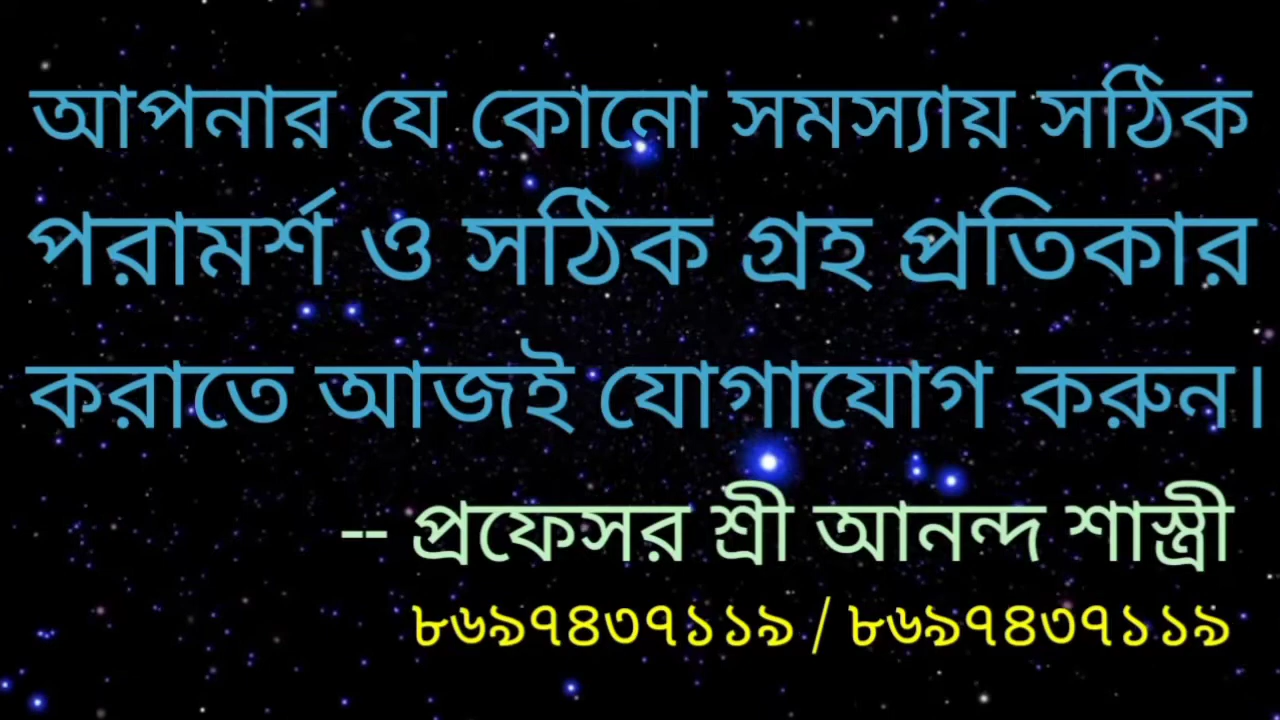 আপনার যে কোনো সমস্যায় সঠিক
পরামর্শ ও সঠিক গ্রহ প্রতিকার
করাতে আজই যোগাযোগ করুন।
-- প্রফেসর শ্রী আনন্দ শাস্ত্রী
৮৬৯৭৪৩৭১১৯ / ৮৬৯৭৪৩৭১১৯